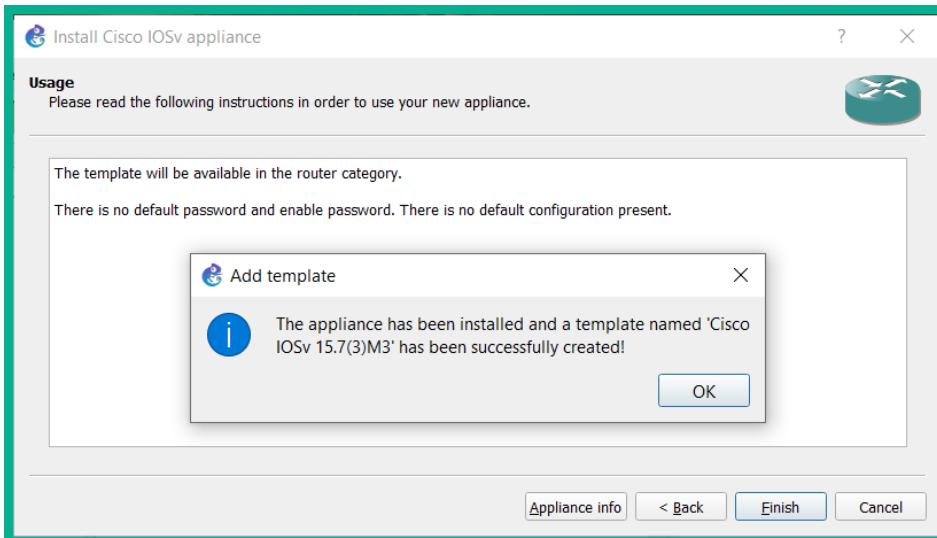 Install Cisco IOSv appliance
?
Usage
Please read the following instructions in order to use your new appliance.
The template will be available in the router category.
There is no default password and enable password. There is no default configuration present.
Add template
The appliance has been installed and a template named 'Cisco
IOSv 15.7(3)M3' has been successfully created!
OK
Appliance info
< Back
Finish
Cancel